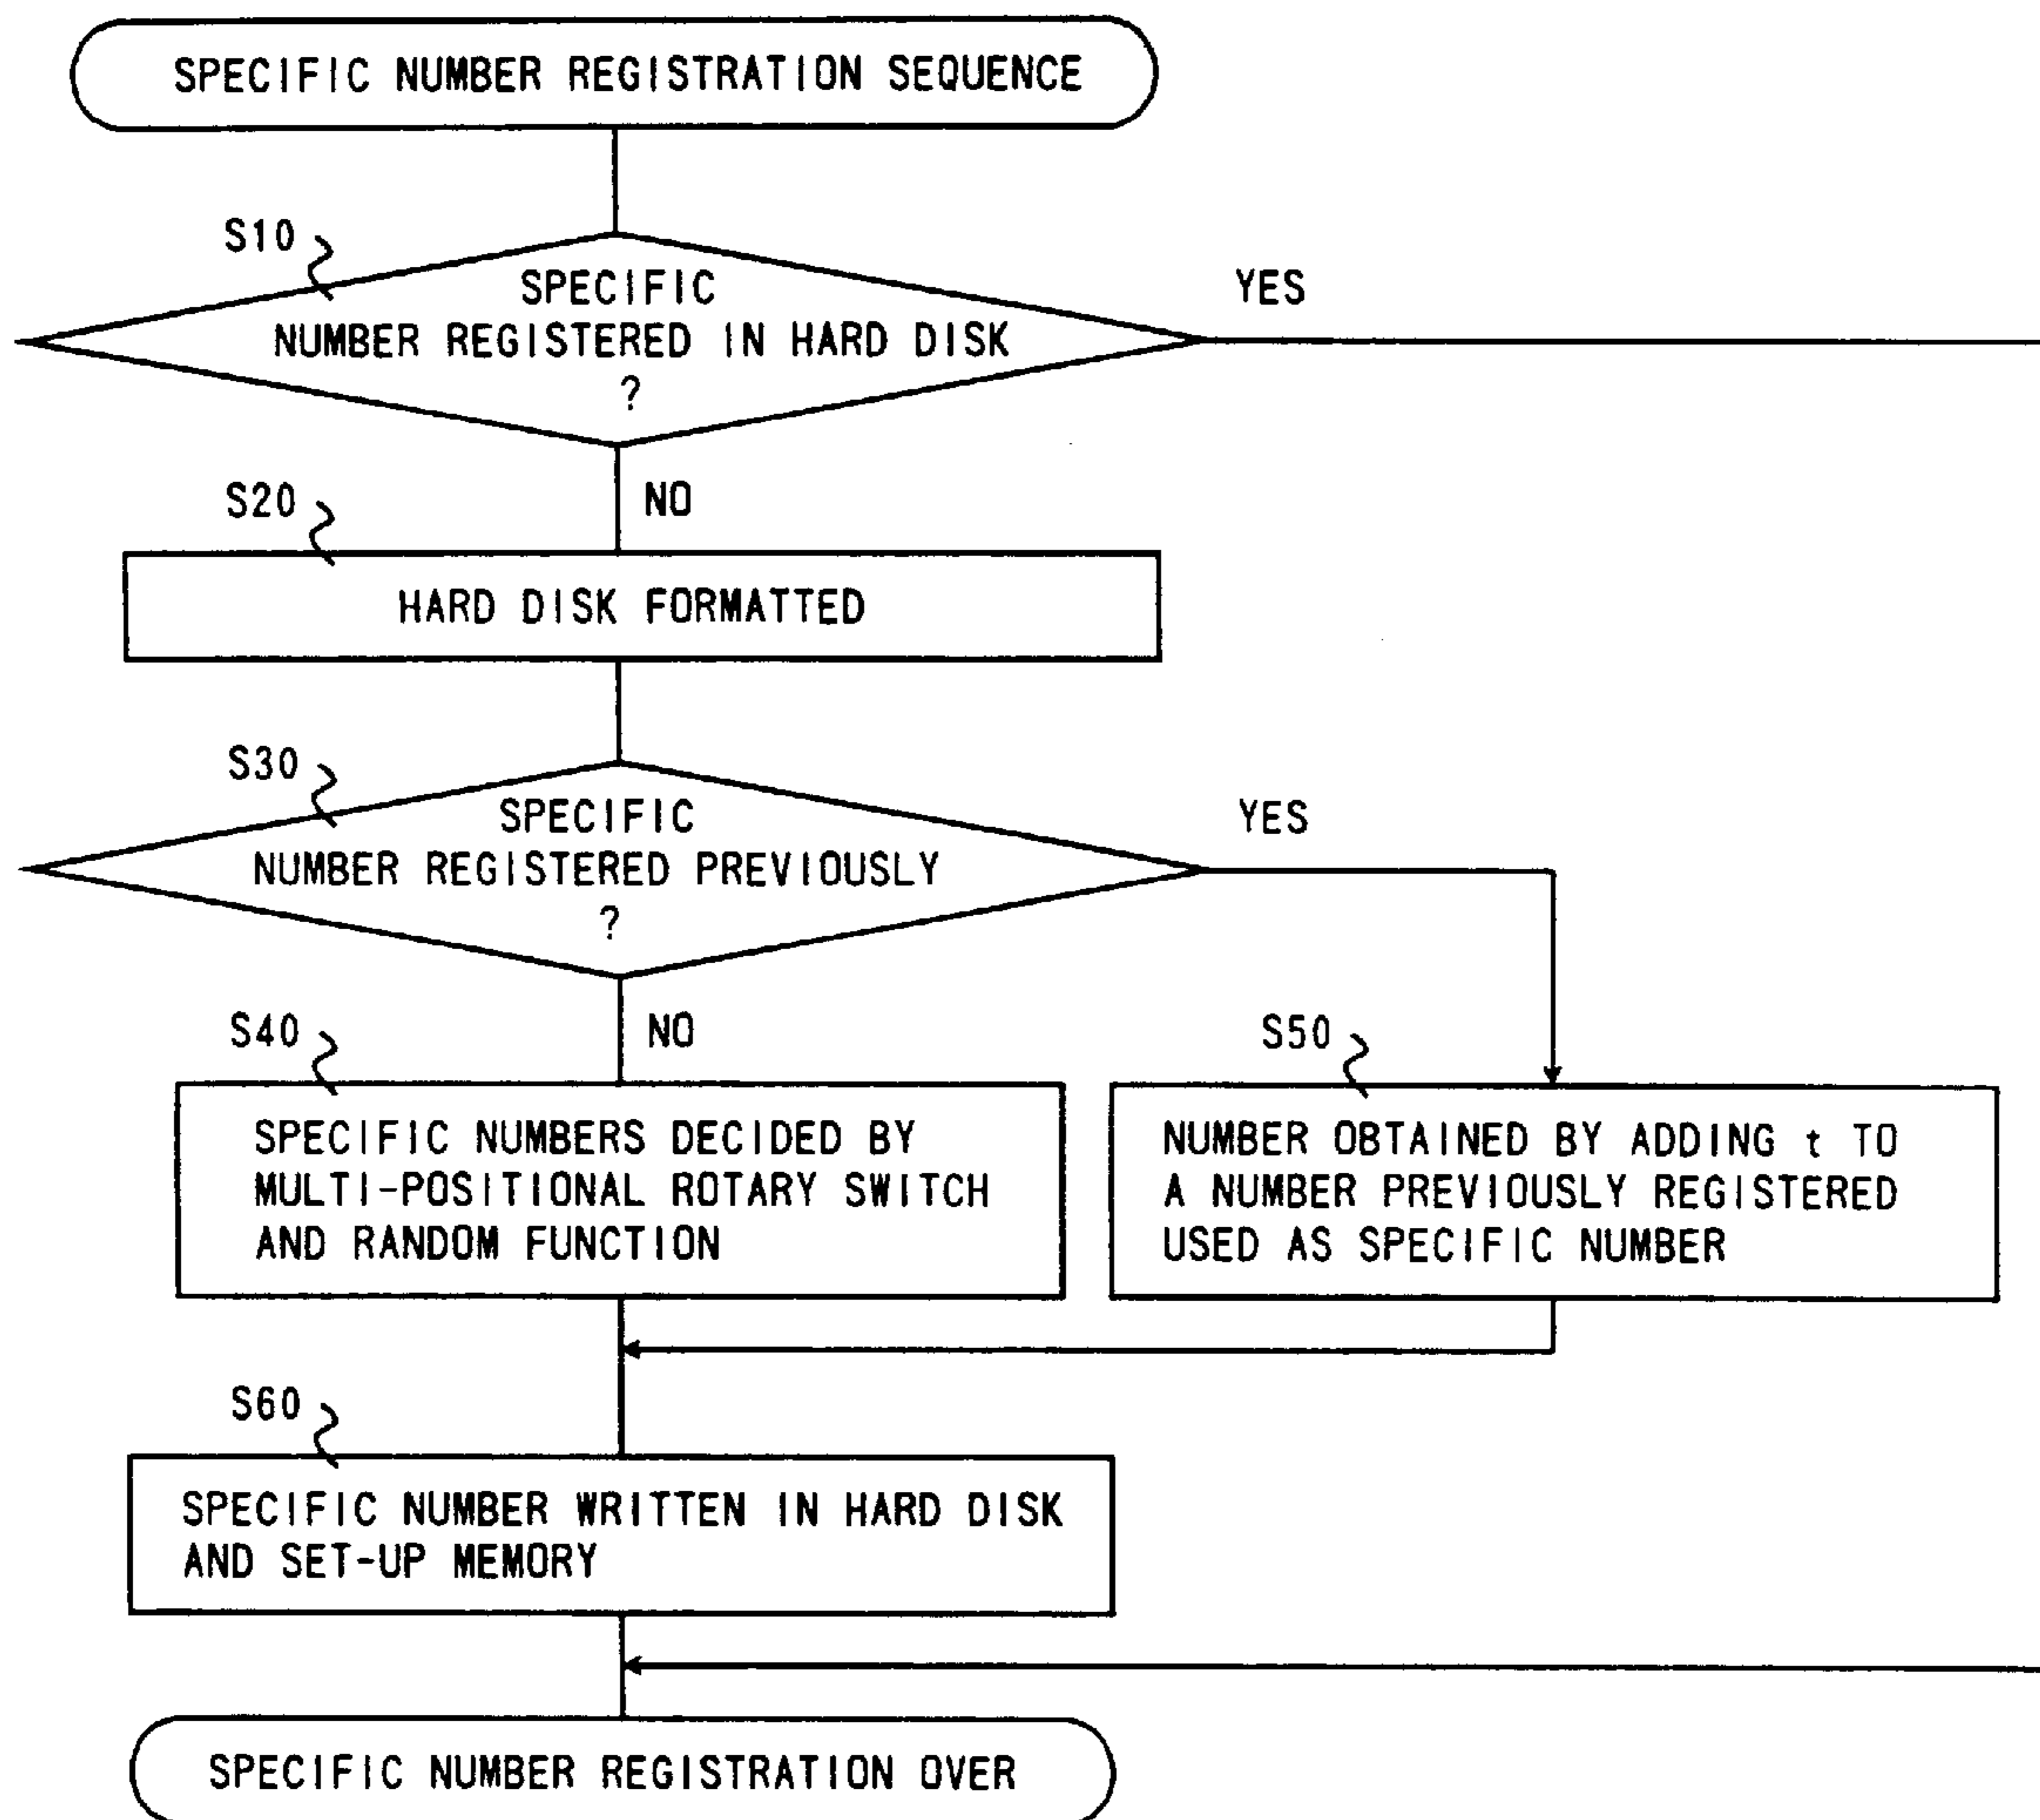 SPECIFIC NUMBER REGISTRATION SEQUENCE
S10
SPECIFIC
NUMBER REGISTERED IN HARD DISK
?
YES
NO
S20
HARD DISK FORMATTED
S30
SPECIFIC
NUMBER REGISTERED PREVIOUSLY
?
YES
NO
S40
SPECIFIC NUMBERS DECIDED BY
MULTI-POSITIONAL ROTARY SWITCH
AND RANDOM FUNCTION
S50
NUMBER OBTAINED BY ADDING t TO
A NUMBER PREVIOUSLY REGISTERED
USED AS SPECIFIC NUMBER
S60
SPECIFIC NUMBER WRITTEN IN HARD DISK
AND SET-UP MEMORY
SPECIFIC NUMBER REGISTRATION OVER